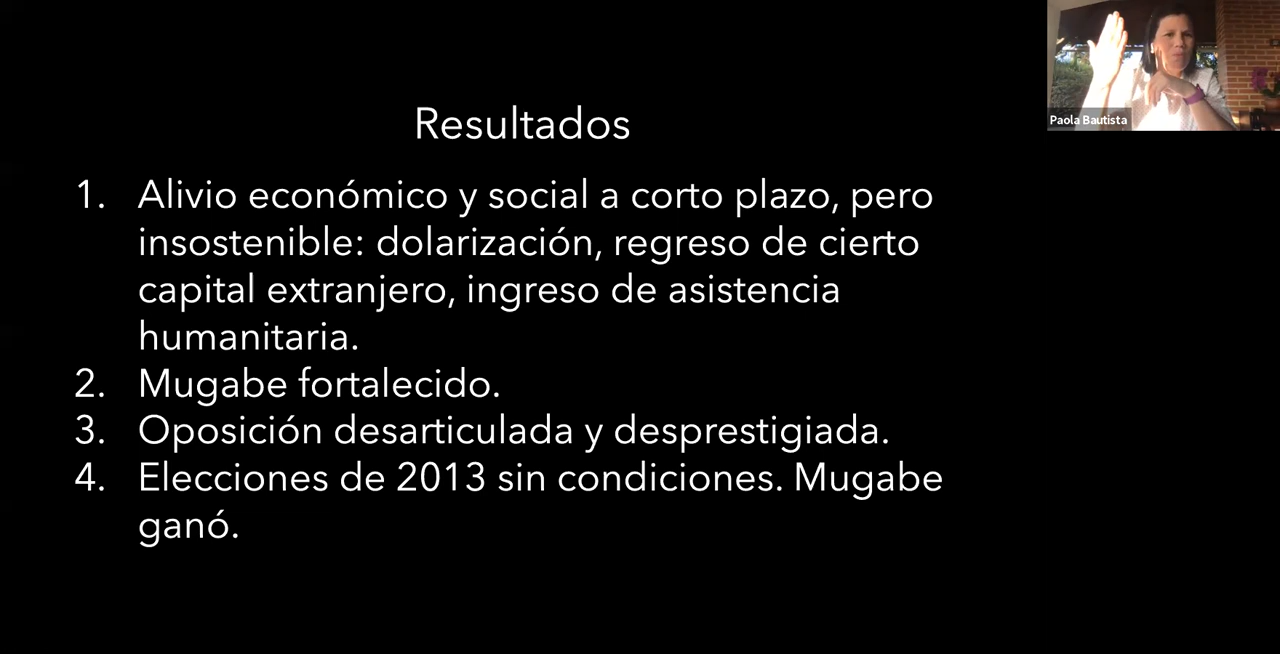 Paola Bautista
Resultados
1. Alivio económico y social a corto plazo, pero
insostenible: dolarización, regreso de cierto
capital extranjero, ingreso de asistencia
humanitaria.
2. Mugabe fortalecido.
3. Oposición desarticulada y desprestigiada.
4. Elecciones de 2013 sin condiciones. Mugabe
ganó.